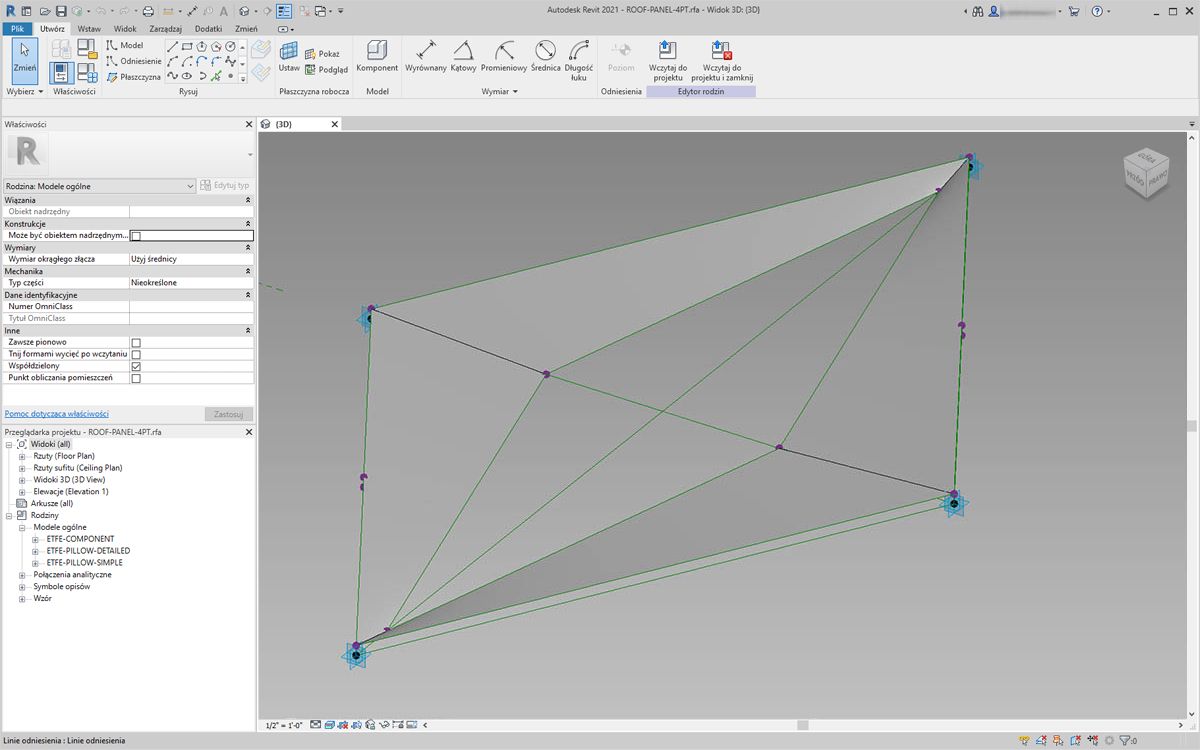 Autodesk Revit 2021 - ROOF-PANEL-4PT.rfa - Widok 3D: {3D}
Plik Utwórz Wstaw Widok Zarządzaj Dodatki Zmień
Zmień
Model
Odniesienie
Płaszczyzna
Ustaw
Pokaż
Podgląd
Komponent
Wyrównany
Kątowy
Promieniowy
Średnica
Długość
łuku
Poziom
Wczytaj do
projektu
Wczytaj do
projektu i zamknij
Wybierz Właściwości Rysuj Płaszczyzna robocza Model Wymiar Odniesienia Edytor rodzin
Właściwości
{3D}
R
Rodzina: Modele ogólne
Edytuj typ
Wiązania
Obiekt nadrzędny
Konstrukcje
Może być obiektem nadrzędnym...
Wymiary
Wymiar okrągłego złącza Użyj średnicy
Mechanika
Typ części Nieokreślone
Dane identyfikacyjne
Numer OmniClass
Tytuł OmniClass
Inne
Zawsze pionowo
Tnij formami wycięć po wczytaniu
Współdzielony
Punkt obliczania pomieszczeń
Pomoc dotycząca właściwości
Zastosuj
Przeglądarka projektu - ROOF-PANEL-4PT.rfa
Widoki (all)
Rzuty (Floor Plan)
Rzuty sufitu (Ceiling Plan)
Widoki 3D (3D View)
Elewacje (Elevation 1)
Arkusze (all)
Rodziny
Modele ogólne
ETFE-COMPONENT
ETFE-PILLOW-DETAILED
ETFE-PILLOW-SIMPLE
Połączenia analityczne
Symbole opisów
Wzór
GÓRA
PRZÓD
PRAWO
1/2" = 1'-0"
Linie odniesienia : Linie odniesienia
:0